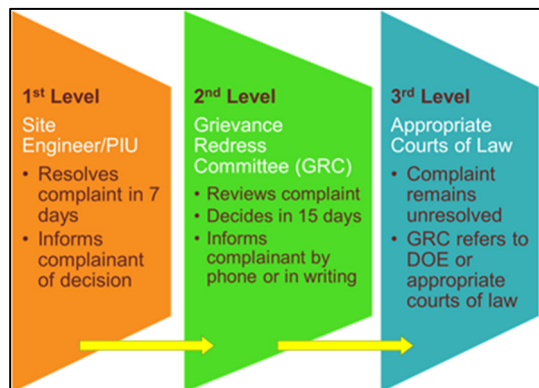 1st Level
Site
Engineer/PIU
• Resolves
complaint in 7
days
• Informs
complainant
of decision
2nd Level
Grievance
Redress
Committee (GRC)
• Reviews complaint
• Decides in 15 days
• Informs
complainant by
phone or in writing
3rd Level
Appropriate
Courts of Law
• Complaint
remains
unresolved
• GRC refers to
DOE or
appropriate
courts of law